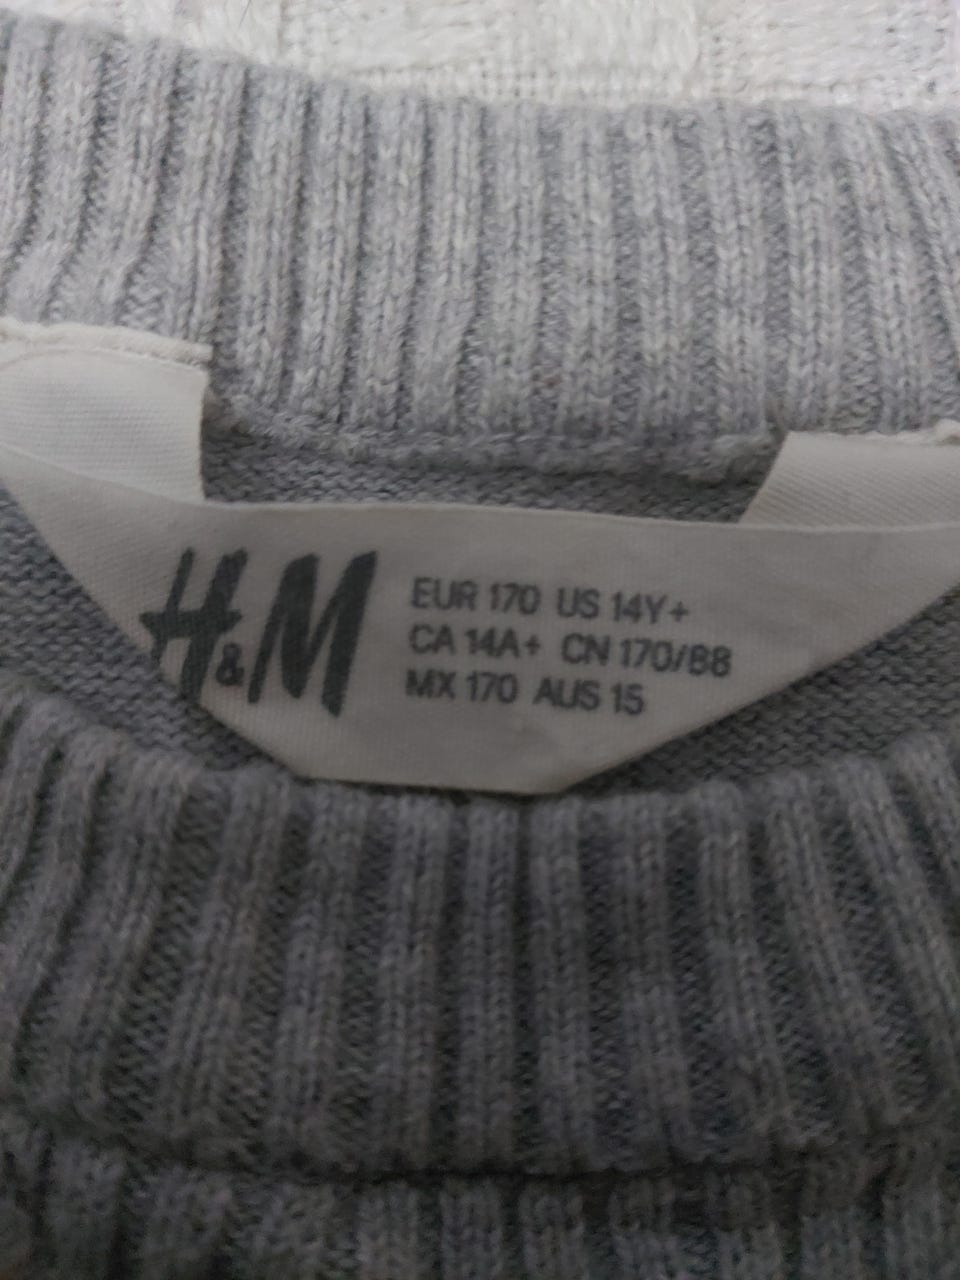 H&M
EUR 170 US 14Y+
CA 14A+ CN 170/88
MX 170 AUS 15